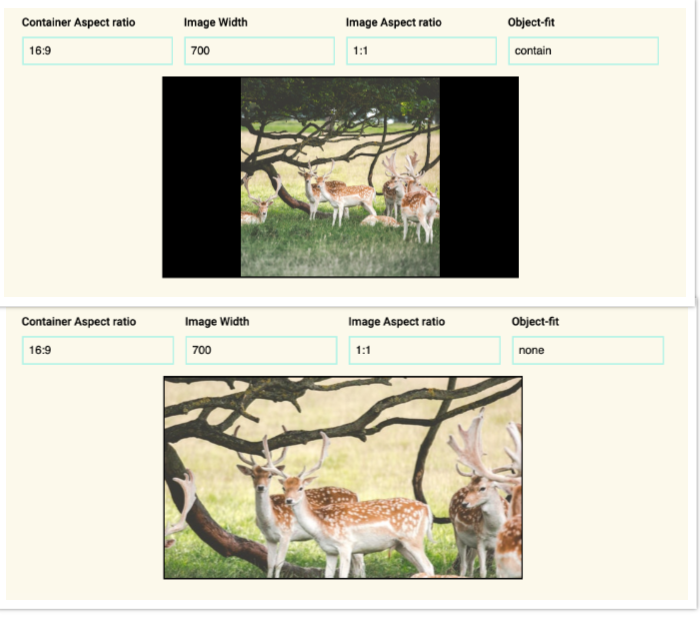 Container Aspect ratio Image Width Image Aspect ratio Object-fit
16:9 700 1:1 contain
Container Aspect ratio Image Width Image Aspect ratio Object-fit
16:9 700 1:1 none